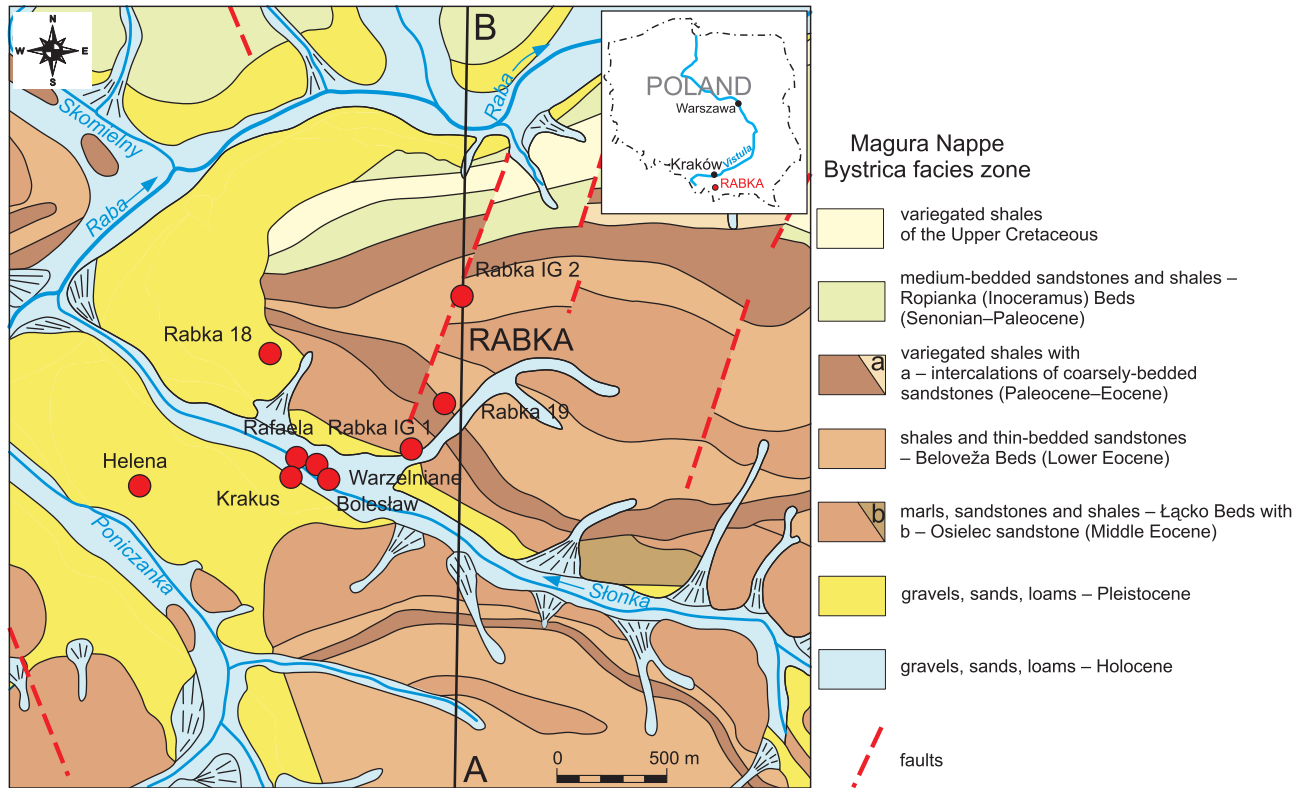 N
W
E
S
B
Skomielny
Raba
Raba
POLAND
Warszawa
Vistula
Kraków
RABKA
Rabka IG 2
RABKA
Rabka 18
Rabka 19
Rafaela
Rabka IG 1
Helena
Krakus
Warzelniane
Bolesław
Poniczanka
Słonka
A
0
500 m
Magura Nappe
Bystrica facies zone
variegated shales
of the Upper Cretaceous
medium-bedded sandstones and shales –
Ropianka (Inoceramus) Beds
(Senonian–Paleocene)
a
variegated shales with
a – intercalations of coarsely-bedded
sandstones (Paleocene–Eocene)
shales and thin-bedded sandstones
– Beloveža Beds (Lower Eocene)
b
marls, sandstones and shales – Łącko Beds with
b – Osielec sandstone (Middle Eocene)
gravels, sands, loams – Pleistocene
gravels, sands, loams – Holocene
faults